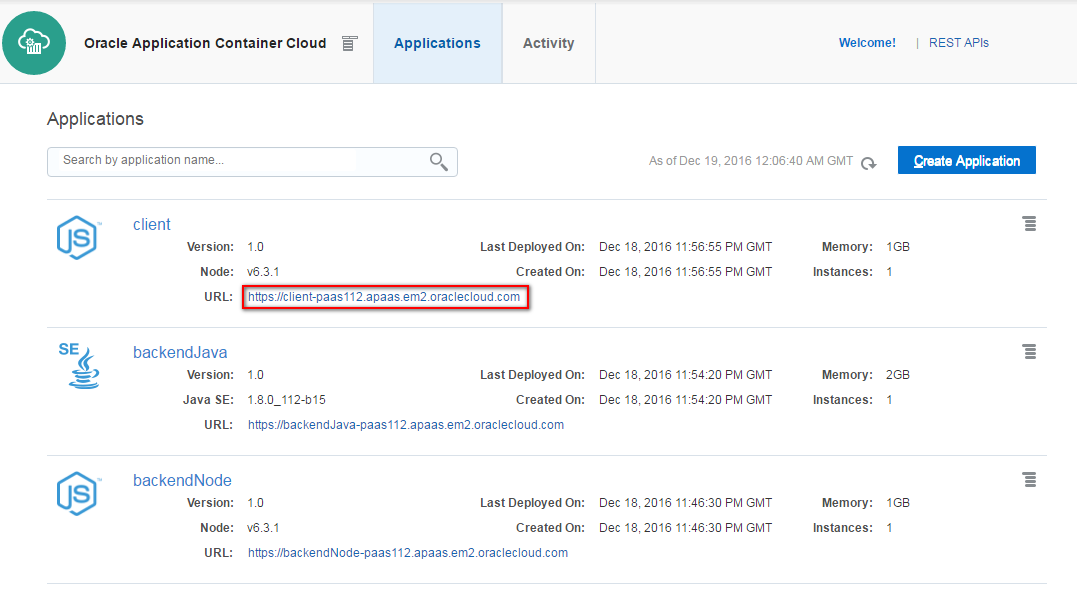 Oracle Application Container Cloud
Applications
Activity
Welcome! | REST APIs
Applications
Search by application name...
As of Dec 19, 2016 12:06:40 AM GMT
Create Application
JS
client
Version: 1.0 Last Deployed On: Dec 18, 2016 11:56:55 PM GMT Memory: 1GB
Node: v6.3.1 Created On: Dec 18, 2016 11:56:55 PM GMT Instances: 1
URL: https://client-paas112.apaas.em2.oraclecloud.com
SE
backendJava
Version: 1.0 Last Deployed On: Dec 18, 2016 11:54:20 PM GMT Memory: 2GB
Java SE: 1.8.0_112-b15 Created On: Dec 18, 2016 11:54:20 PM GMT Instances: 1
URL: https://backendJava-paas112.apaas.em2.oraclecloud.com
JS
backendNode
Version: 1.0 Last Deployed On: Dec 18, 2016 11:46:30 PM GMT Memory: 1GB
Node: v6.3.1 Created On: Dec 18, 2016 11:46:30 PM GMT Instances: 1
URL: https://backendNode-paas112.apaas.em2.oraclecloud.com